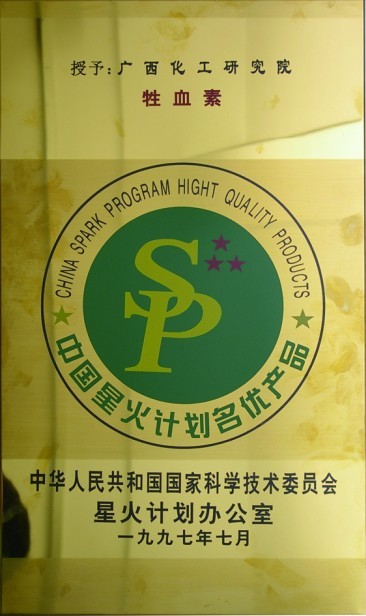 授予:广西化工研究院
牲血素
CHINA SPARK PROGRAM HIGHT QUALITY PRODUCTS
SP
中国星火计划名优产品
中华人民共和国国家科学技术委员会
星火计划办公室
一九九七年七月